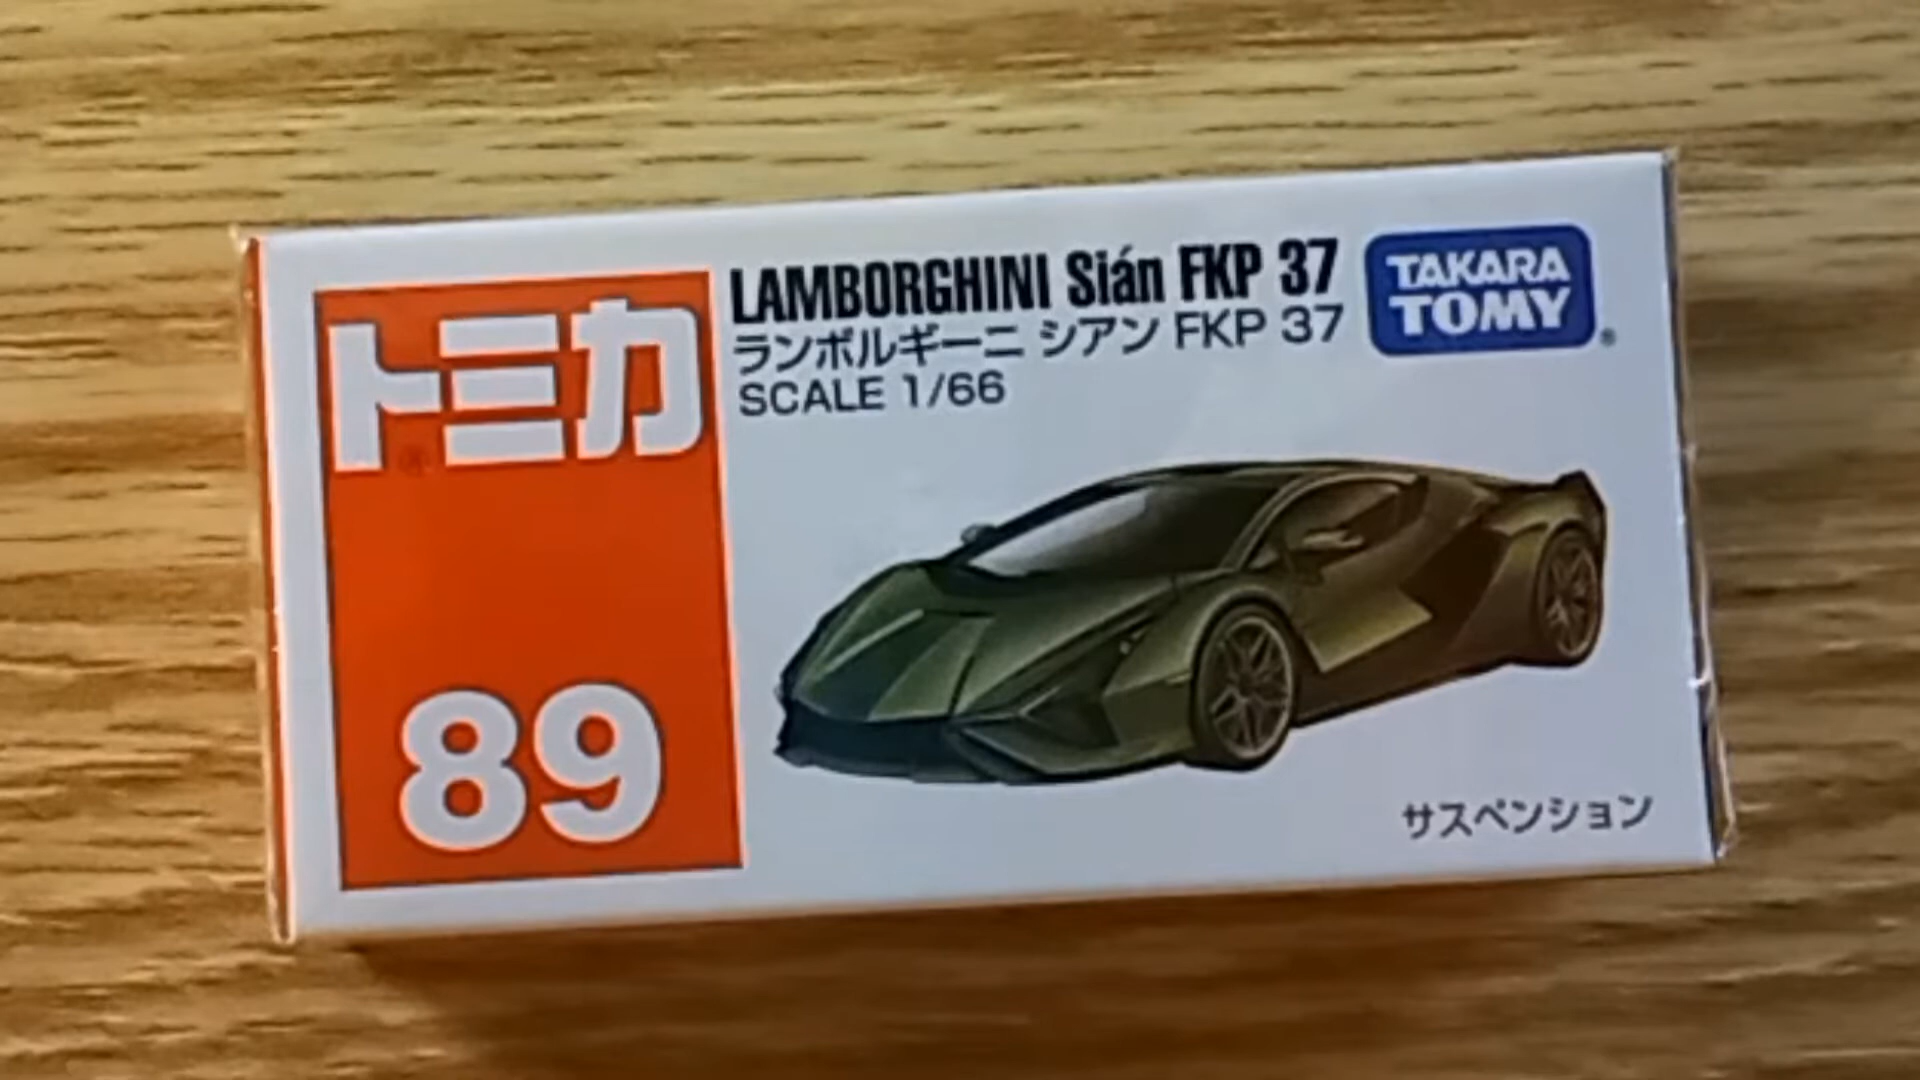 トミカ
89
LAMBORGHINI Sián FKP 37
ランボルギーニ シアン FKP 37
SCALE 1/66
TAKARA
TOMY
®
サスペンション